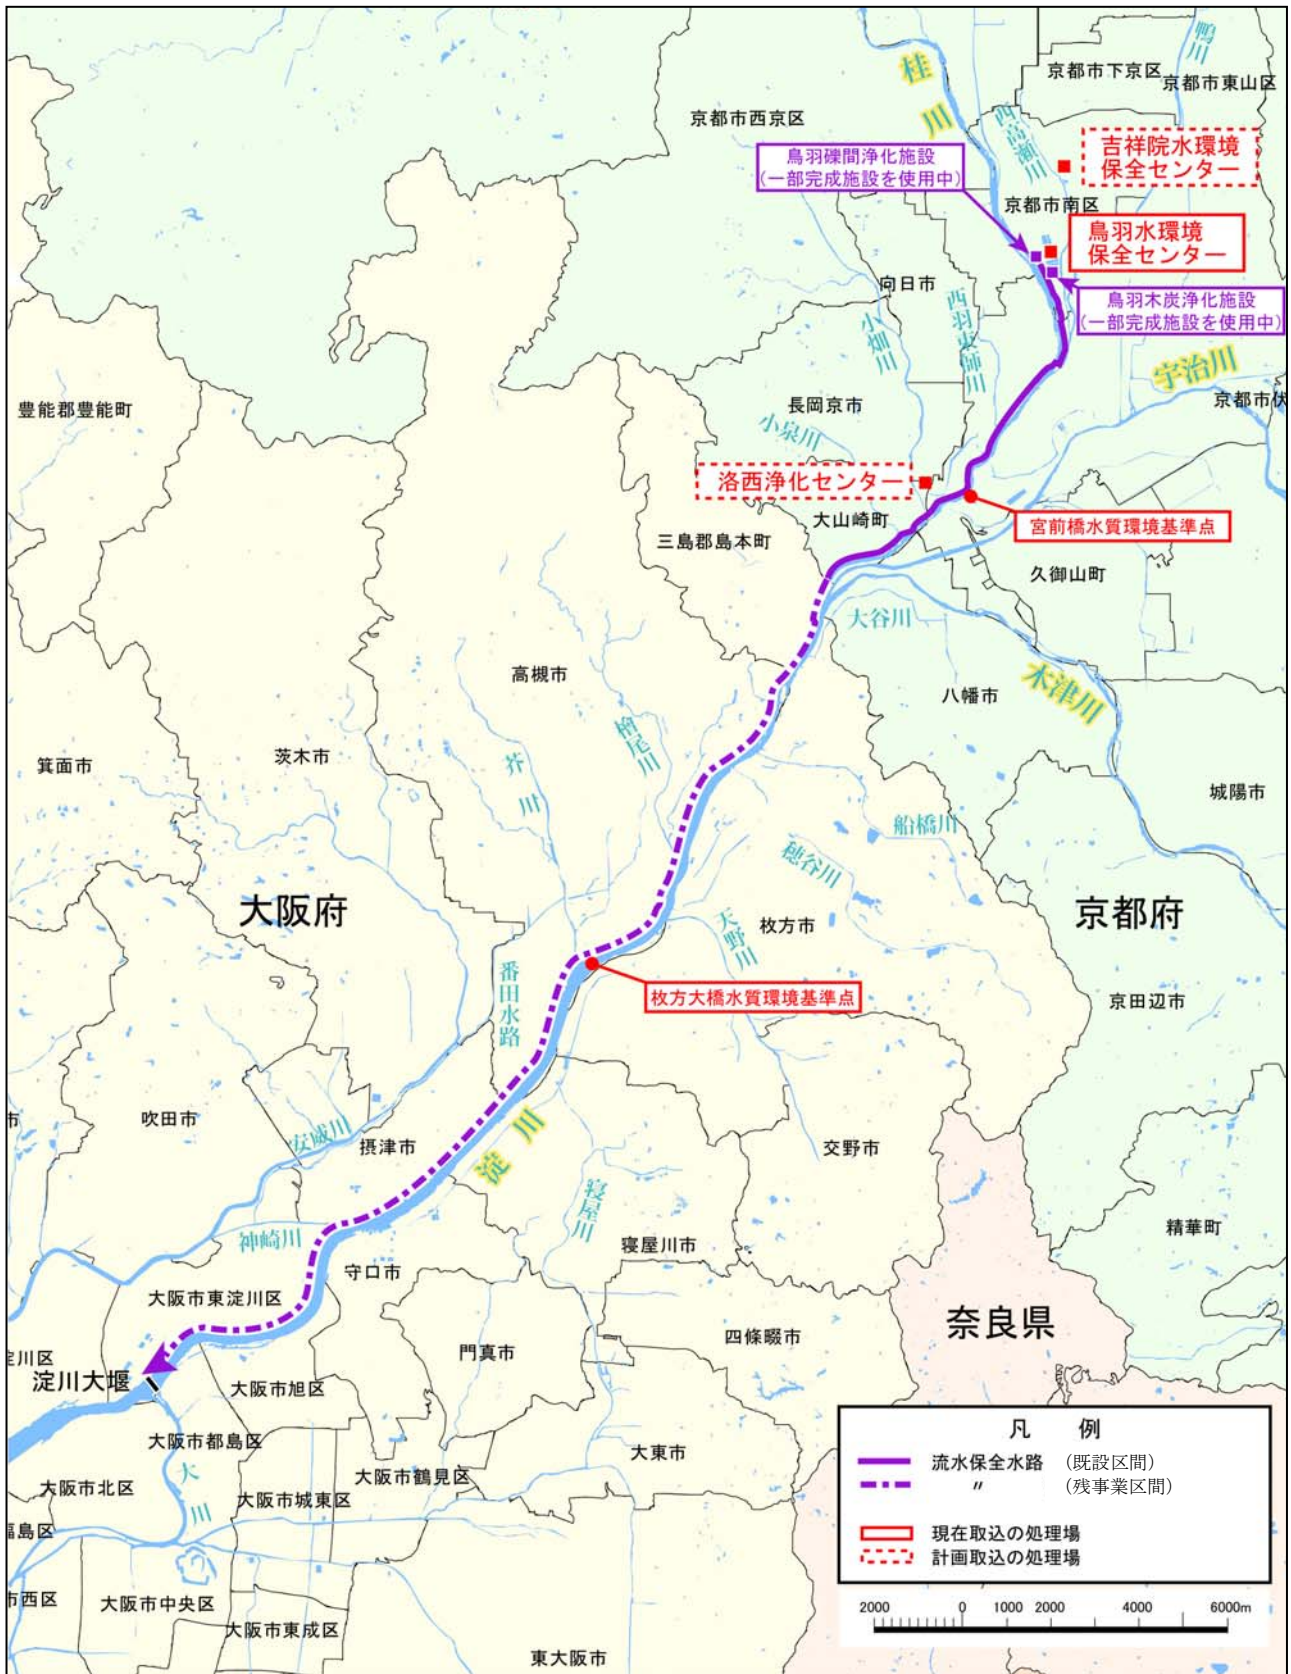 鴨川
桂川
京都市下京区
京都市東山区
京都市西京区
西高瀬川
吉祥院水環境
保全センター
鳥羽礫間浄化施設
(一部完成施設を使用中)
京都市南区
鳥羽水環境
保全センター
向日市
鳥羽木炭浄化施設
(一部完成施設を使用中)
西羽束師川
小畑川
宇治川
京都市伏
豊能郡豊能町
長岡京市
小泉川
洛西浄化センター
大山崎町
宮前橋水質環境基準点
三島郡島本町
久御山町
大谷川
高槻市
木津川
八幡市
檜尾川
茨木市
箕面市
芥川
城陽市
船橋川
穂谷川
大阪府
京都府
天野川
枚方市
番田水路
枚方大橋水質環境基準点
京田辺市
市
吹田市
安威川
摂津市
淀川
交野市
寝屋川
精華町
神崎川
寝屋川市
守口市
大阪市東淀川区
奈良県
四條畷市
門真市
淀川区
淀川大堰
大阪市旭区
大阪市都島区
大東市
大阪市鶴見区
大川
大阪市北区
大阪市城東区
福島区
市西区
大阪市中央区
大阪市東成区
東大阪市
凡 例
流水保全水路 (既設区間)
〃 (残事業区間)
現在取込の処理場
計画取込の処理場
2000 0 1000 2000 4000 6000m